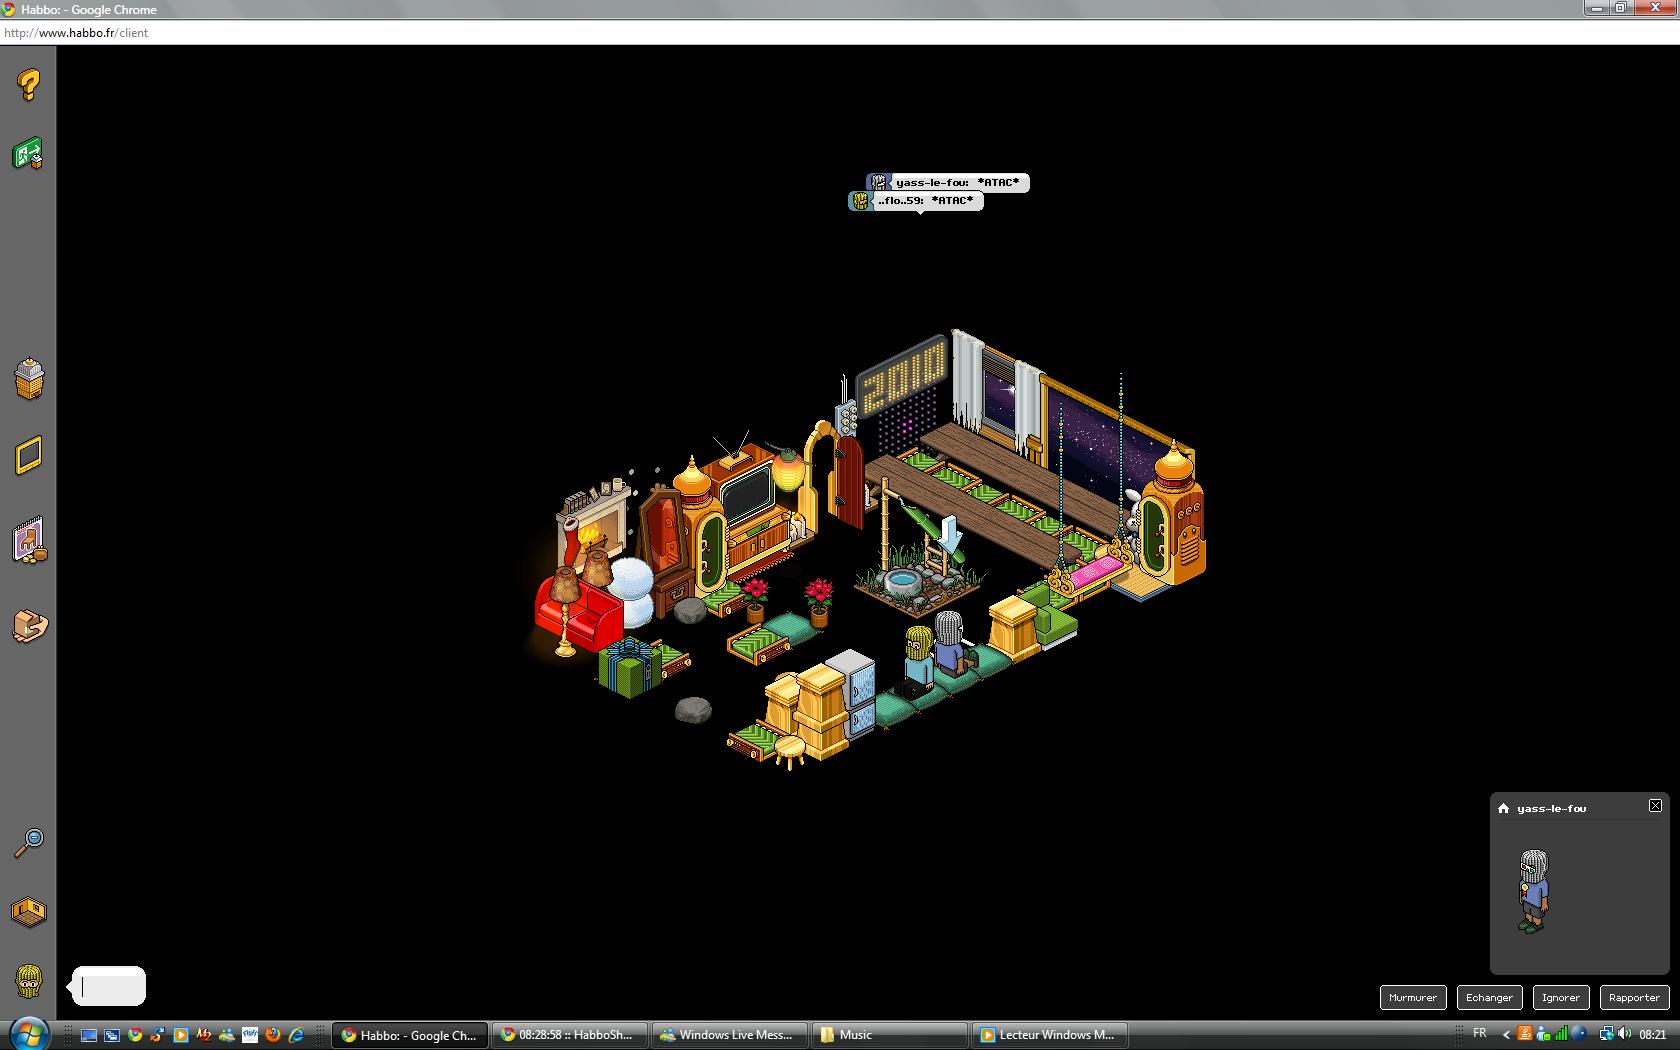 Habbo: - Google Chrome
http://www.habbo.fr/client
yass-le-fou: *ATAC*
..flo..59: *ATAC*
2010
yass-le-fou
Murmurer
Echanger
Ignorer
Rapporter
Habbo: - Google Ch...
08:28:58 :: HabboSh...
Windows Live Mess...
Music
Lecteur Windows M...
FR
08:21